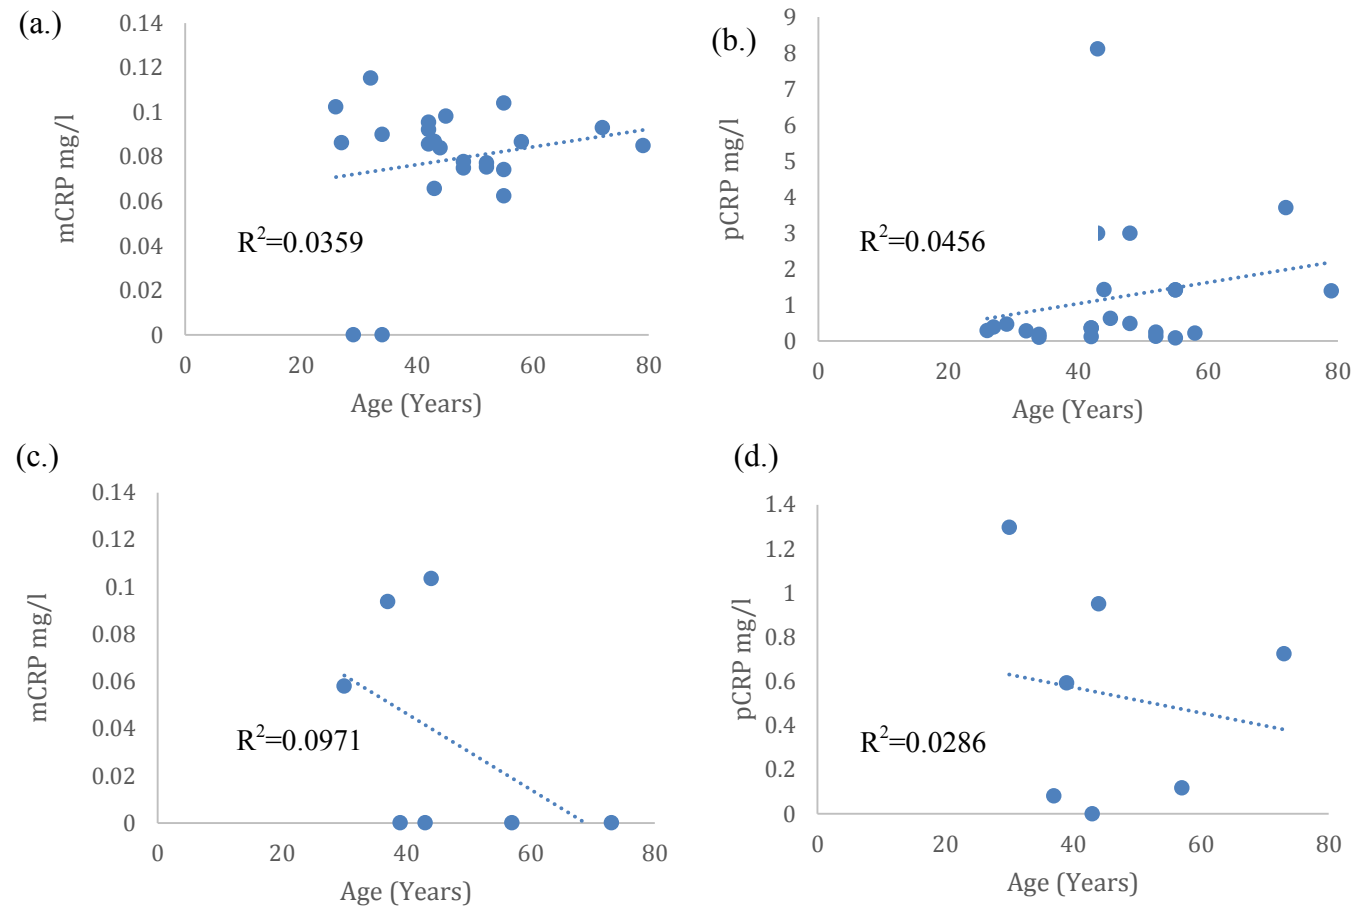 (a.)
0.14
0.12
0.1
0.08
0.06
0.04
0.02
0
mCRP mg/l
R²=0.0359
0 20 40 60 80
Age (Years)
(b.)
9
8
7
6
5
4
3
2
1
0
pCRP mg/l
R²=0.0456
0 20 40 60 80
Age (Years)
(c.)
0.14
0.12
0.1
0.08
0.06
0.04
0.02
0
mCRP mg/l
R²=0.0971
0 20 40 60 80
Age (Years)
(d.)
1.4
1.2
1
0.8
0.6
0.4
0.2
0
pCRP mg/l
R²=0.0286
0 20 40 60 80
Age (Years)